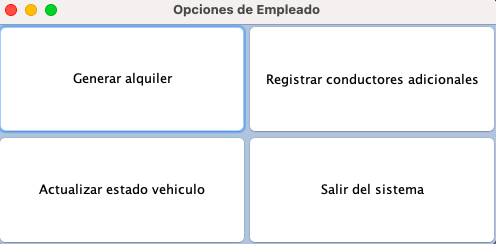 Opciones de Empleado
Generar alquiler
Registrar conductores adicionales
Actualizar estado vehiculo
Salir del sistema